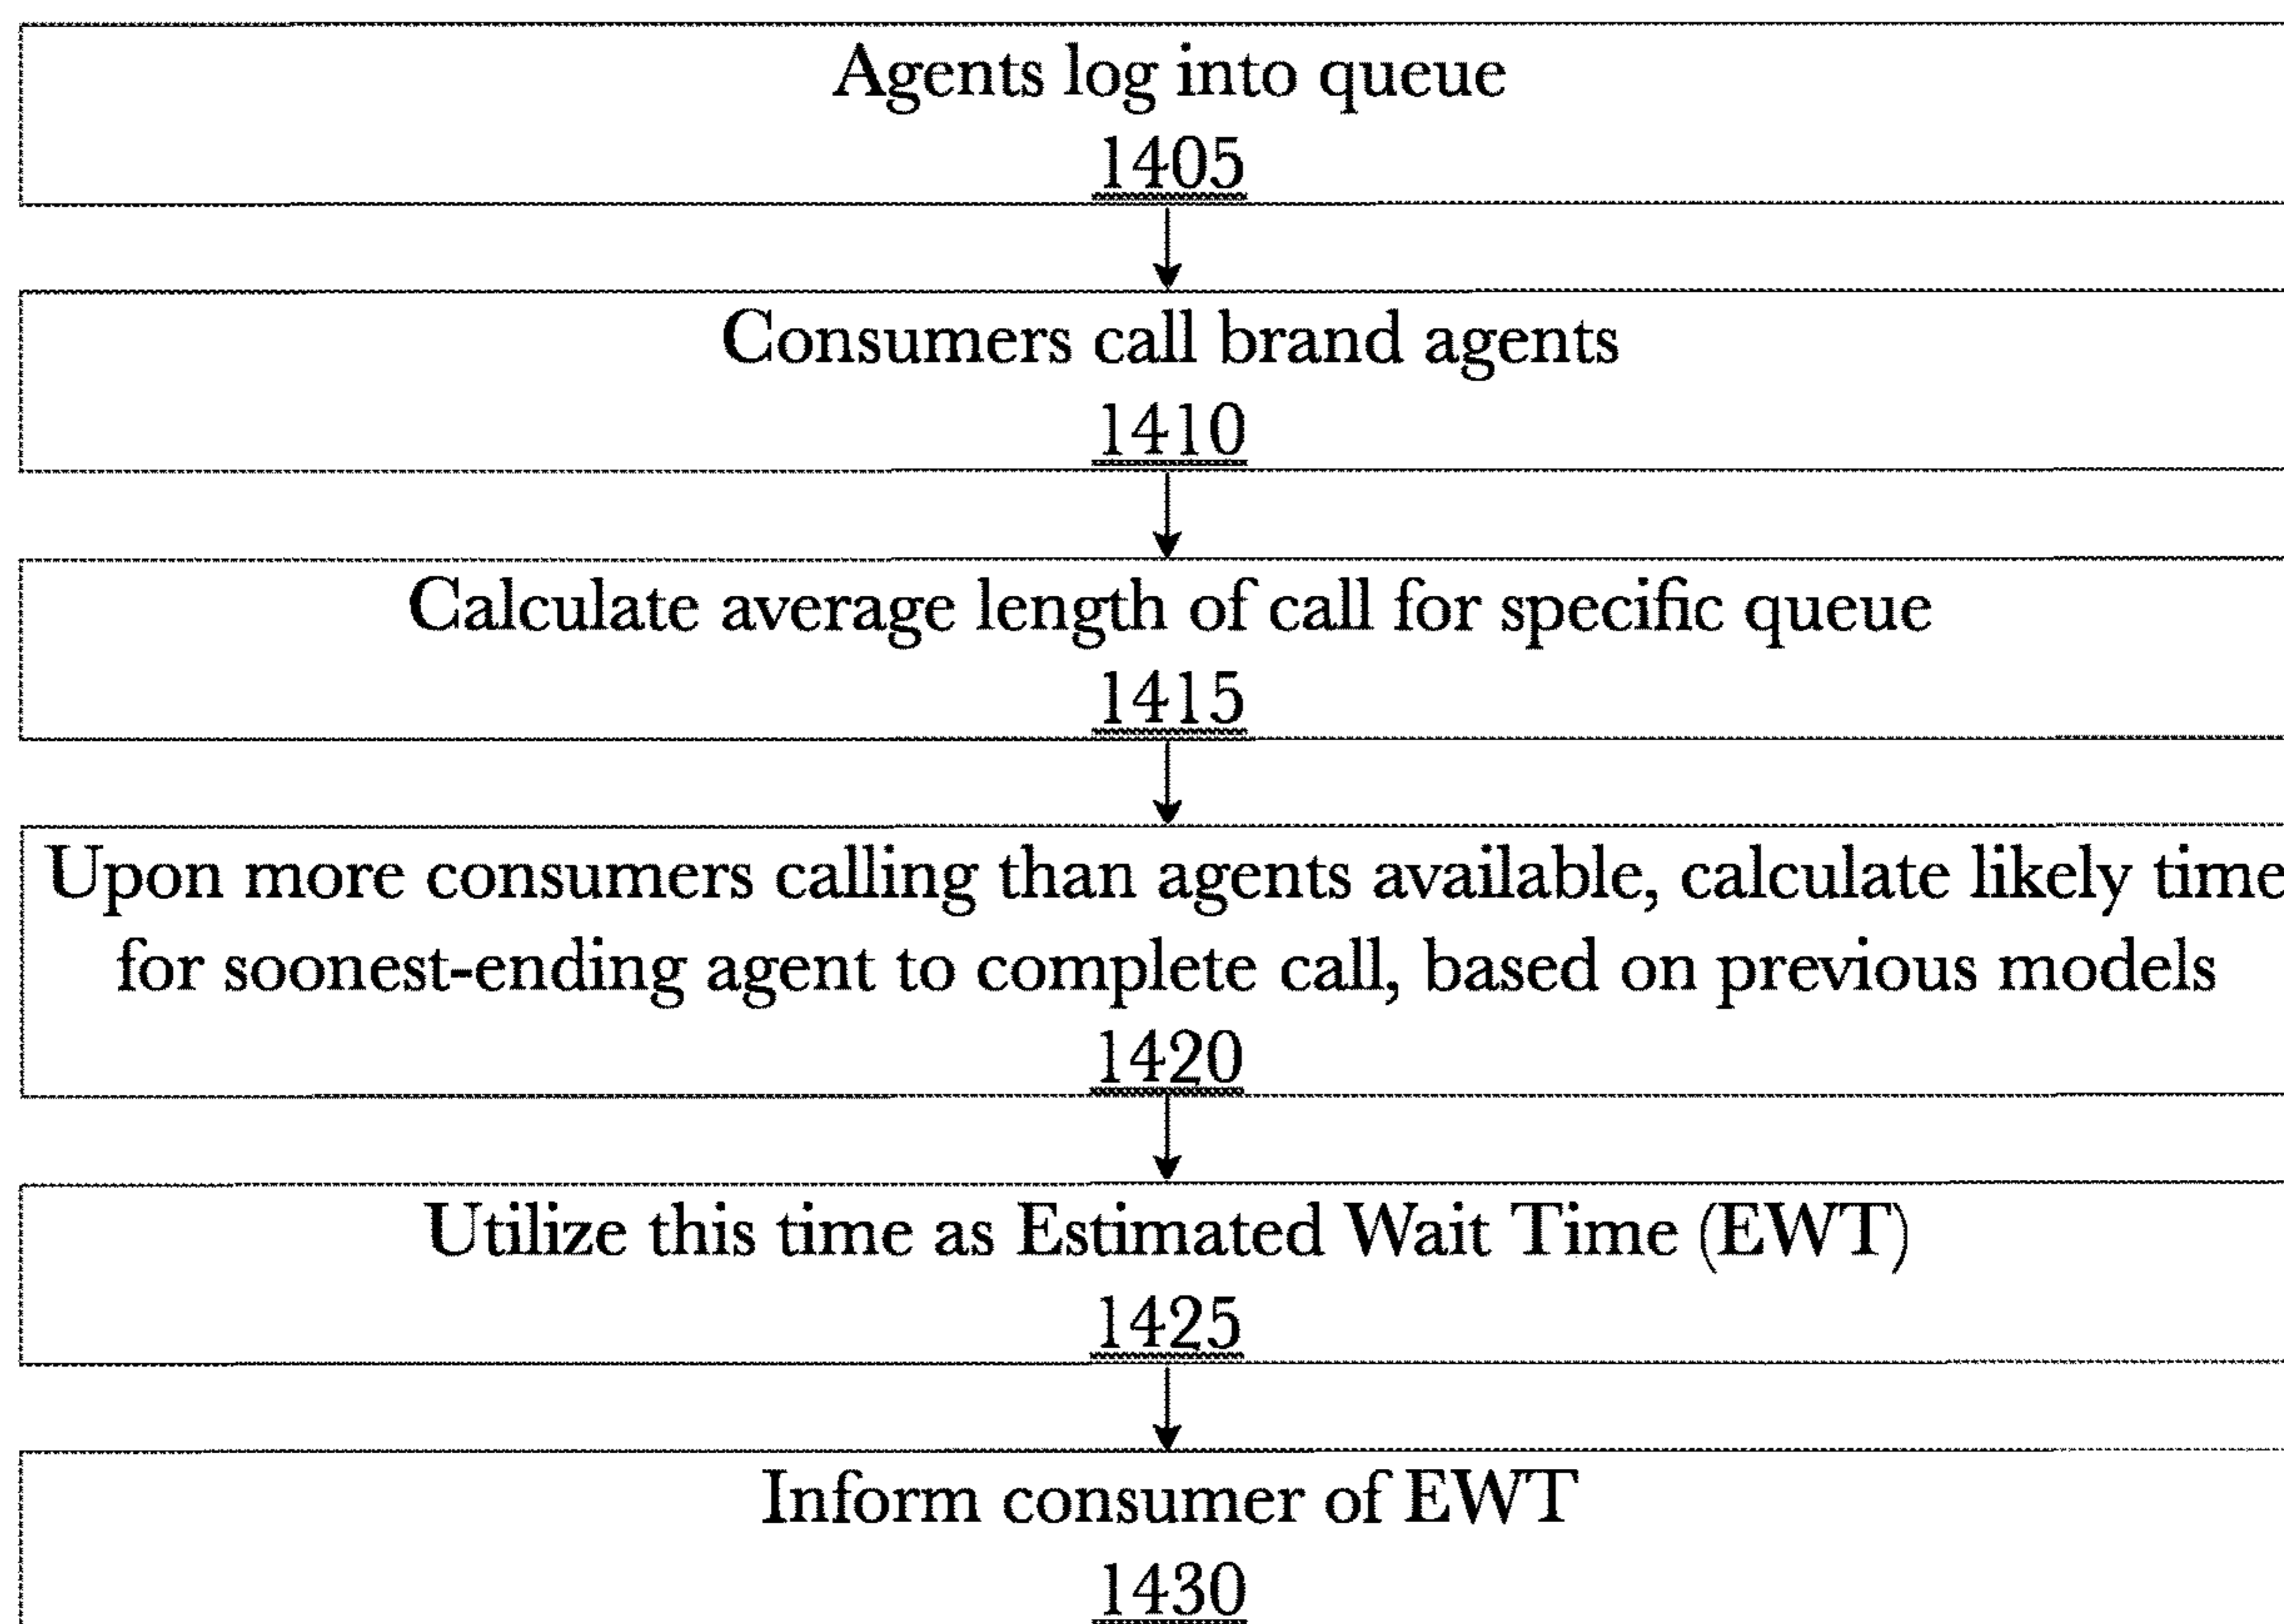 Agents log into queue
1405
Consumers call brand agents
1410
Calculate average length of call for specific queue
1415
Upon more consumers calling than agents available, calculate likely time
for soonest-ending agent to complete call, based on previous models
1420
Utilize this time as Estimated Wait Time (EWT)
1425
Inform consumer of EWT
1430